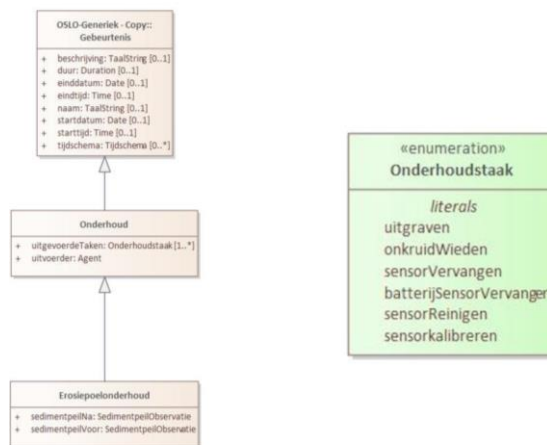 OSLO-Generiek - Copy::
Gebeurtenis
+ beschrijving: TaalString [0..1]
+ duur: Duration [0..1]
+ einddatum: Date [0..1]
+ eindtijd: Time [0..1]
+ naam: TaalString [0..1]
+ startdatum: Date [0..1]
+ starttijd: Time [0..1]
+ tijdschema: Tijdschema [0..*]
Onderhoud
+ uitgevoerdeTaken: Onderhoudstaak [1..*]
+ uitvoerder: Agent
Erosiepoelonderhoud
+ sedimentpeilNa: SedimentpeilObservatie
+ sedimentpeilVoor: SedimentpeilObservatie
«enumeration»
Onderhoudstaak
literals
uitgraven
onkruidWieden
sensorVervangen
batterijSensorVervangen
sensorReinigen
sensorkalibreren